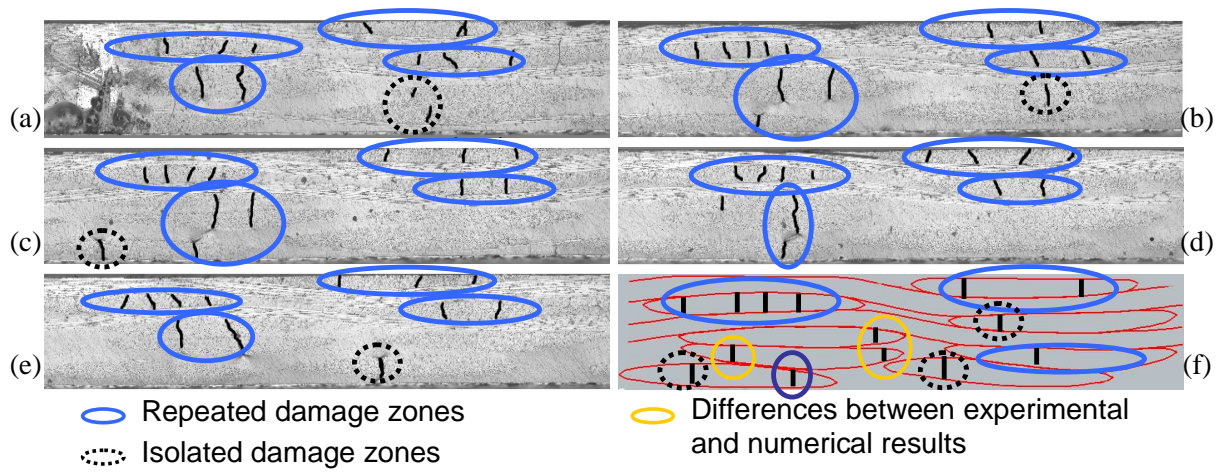 (a)
(b)
(c)
(d)
(e)
(f)
Repeated damage zones
Isolated damage zones
Differences between experimental
and numerical results